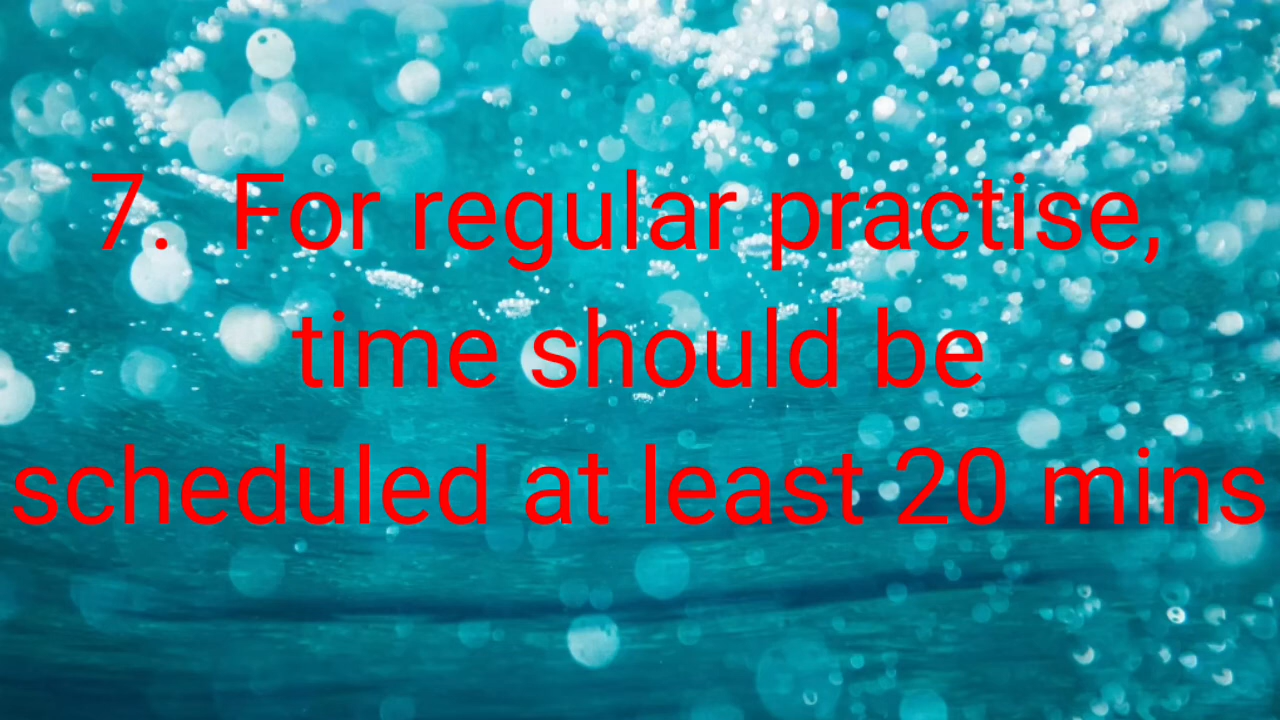 7. For regular practise,
time should be
scheduled at least 20 mins